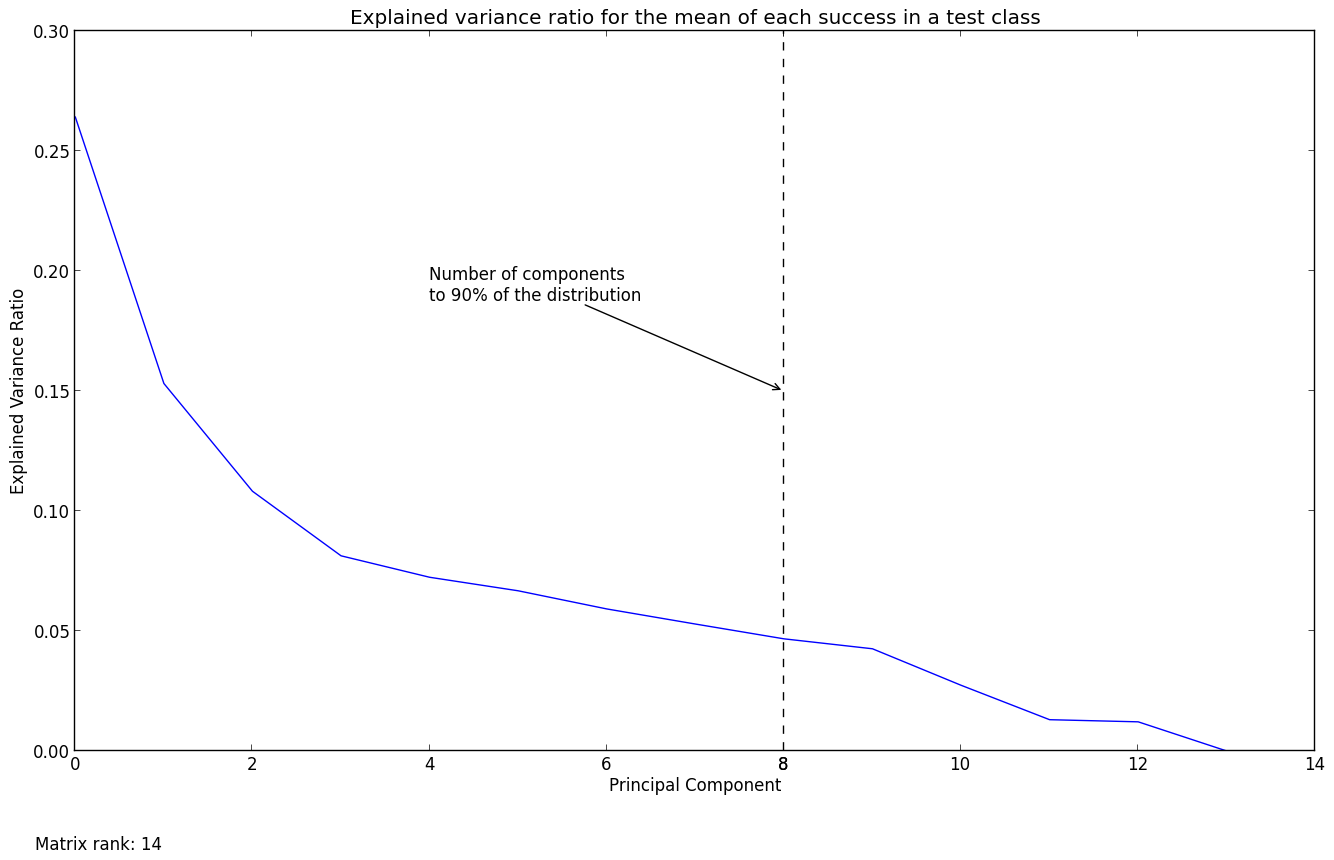 Explained variance ratio for the mean of each success in a test class
0.30
0.25
0.20
0.15
0.10
0.05
0.00
Explained Variance Ratio
Number of components
to 90% of the distribution
0 2 4 6 8 10 12 14
Principal Component
Matrix rank: 14